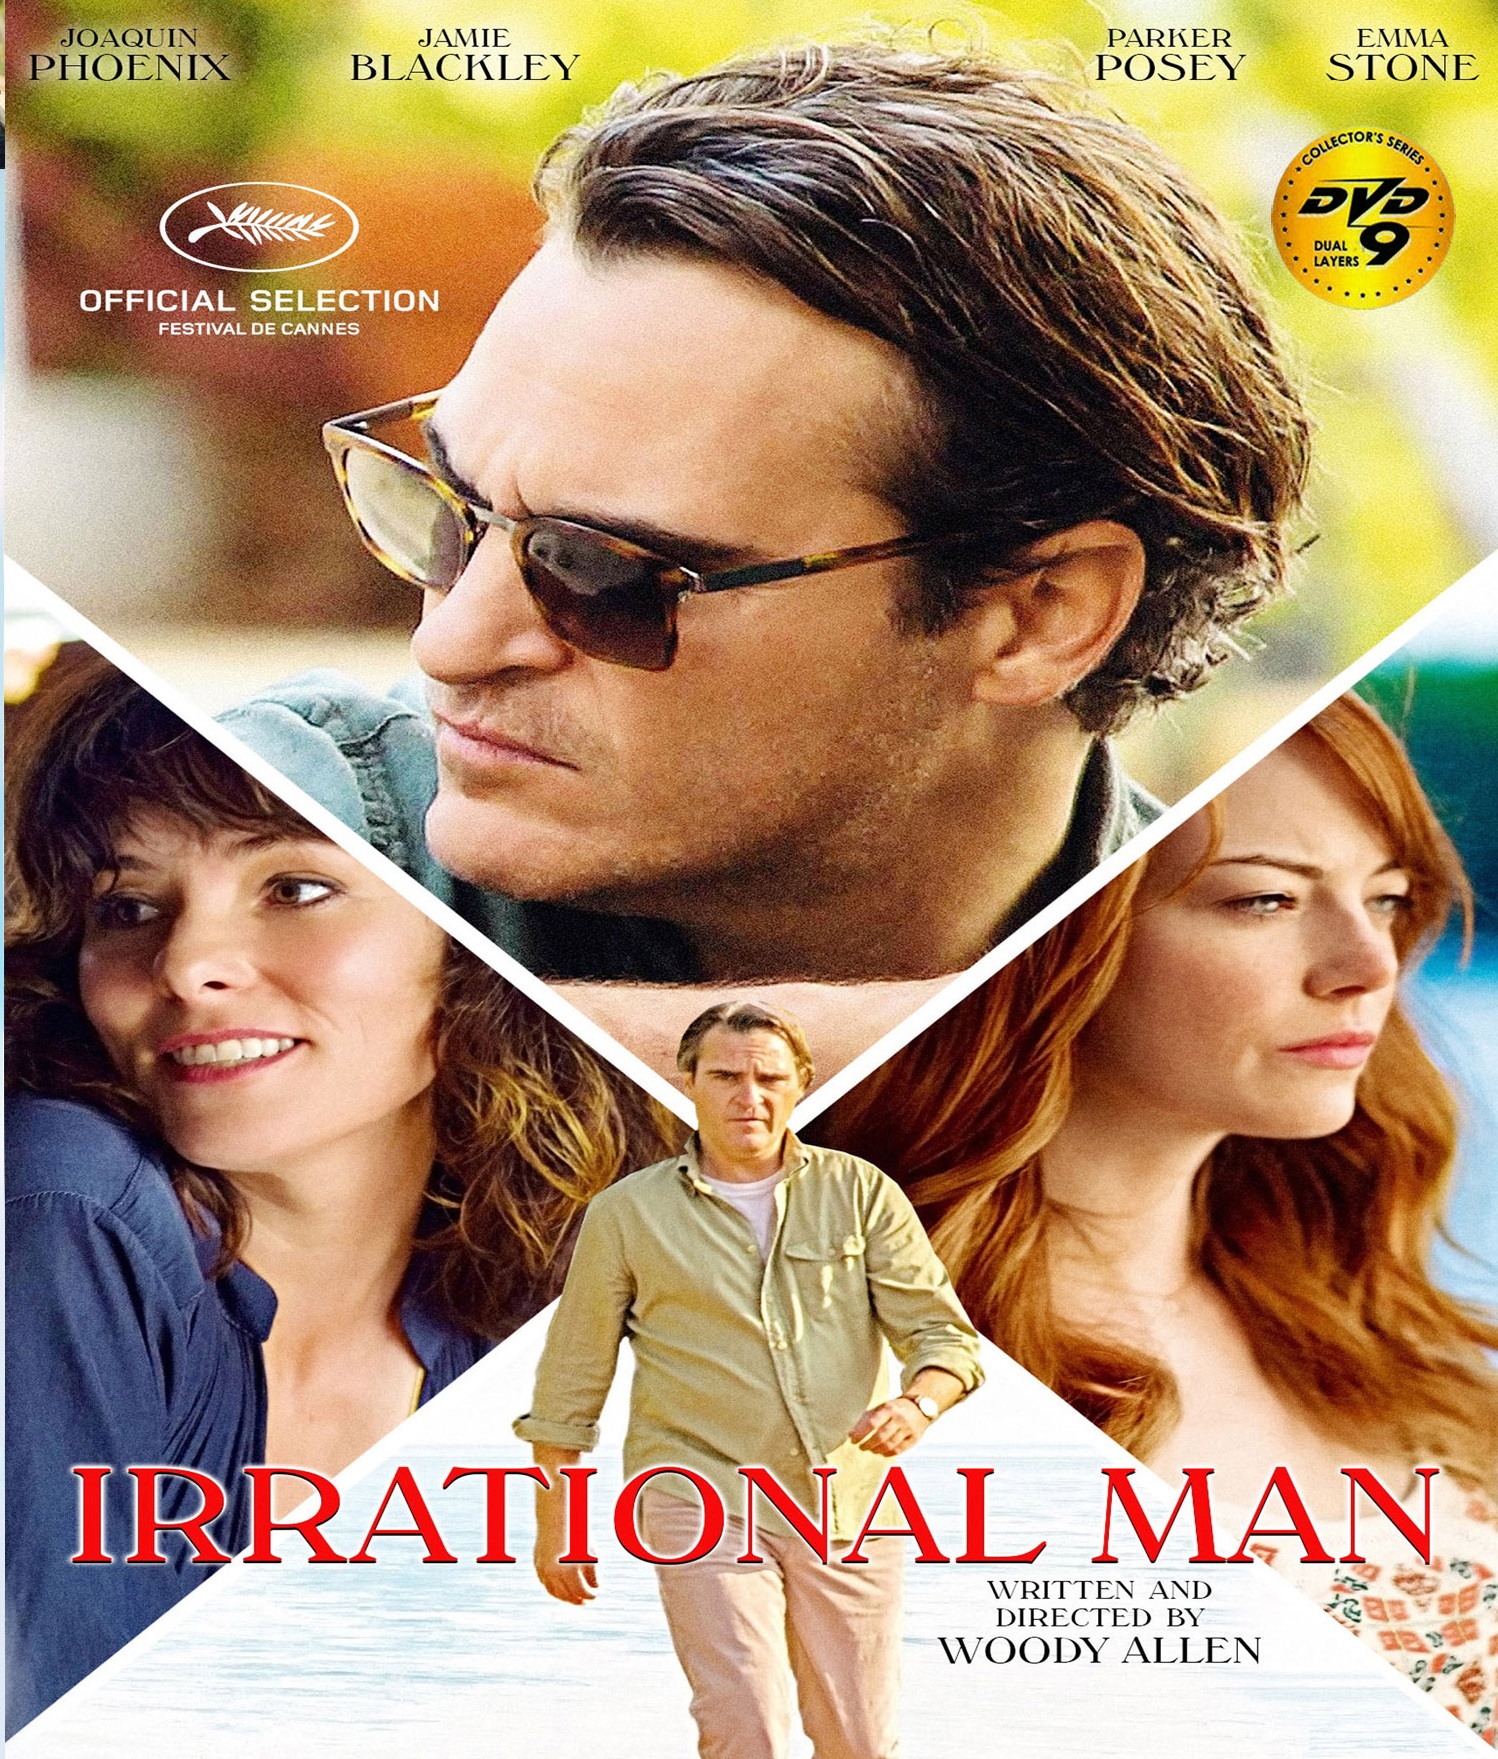 JOAQUIN
PHOENIX
JAMIE
BLACKLEY
PARKER
POSEY
EMMA
STONE
COLLECTOR'S SERIES
DVD
9
DUAL
LAYERS
OFFICIAL SELECTION
FESTIVAL DE CANNES
IRRATIONAL MAN
WRITTEN AND
DIRECTED BY
WOODY ALLEN